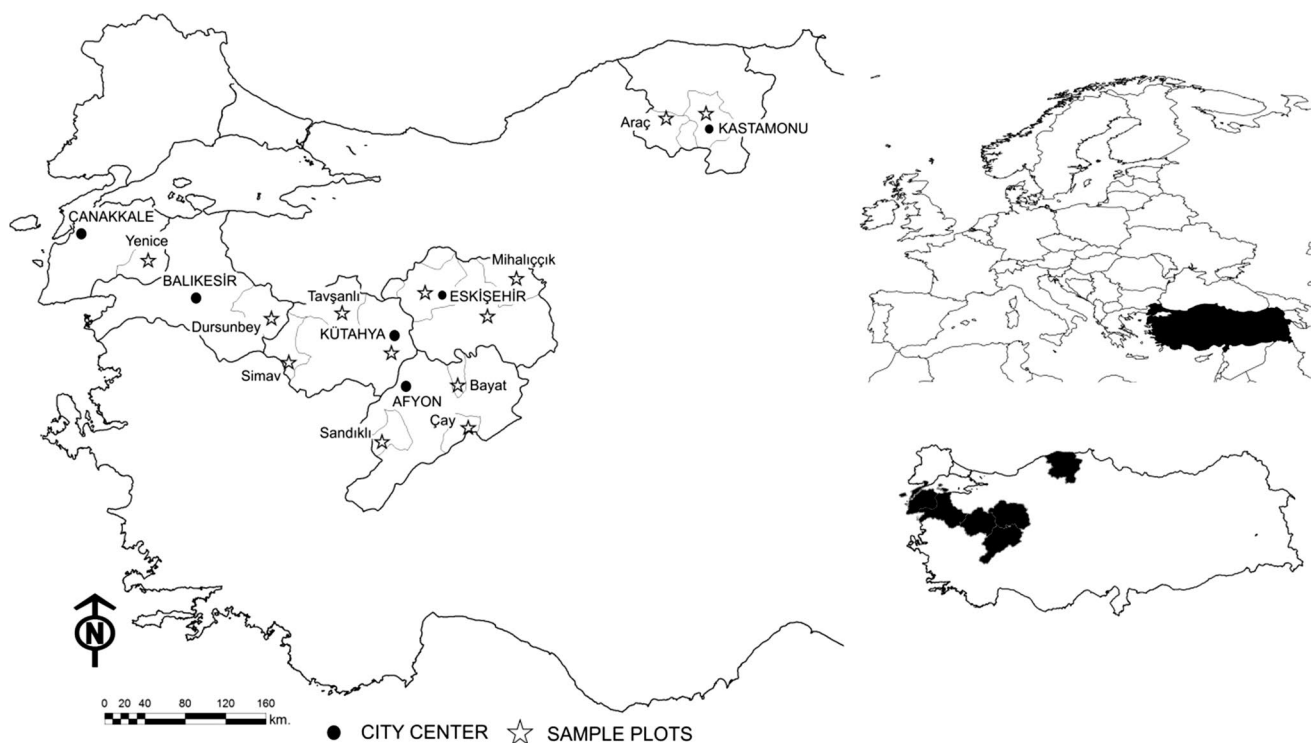 Araç
KASTAMONU
ÇANAKKALE
Yenice
BALIKESİR
Dursunbey
Tavşanlı
KÜTAHYA
Simav
Mihalıççık
ESKİŞEHİR
AFYON
Bayat
Çay
Sandıklı
N
0 20 40 80 120 160
km.
CITY CENTER
SAMPLE PLOTS